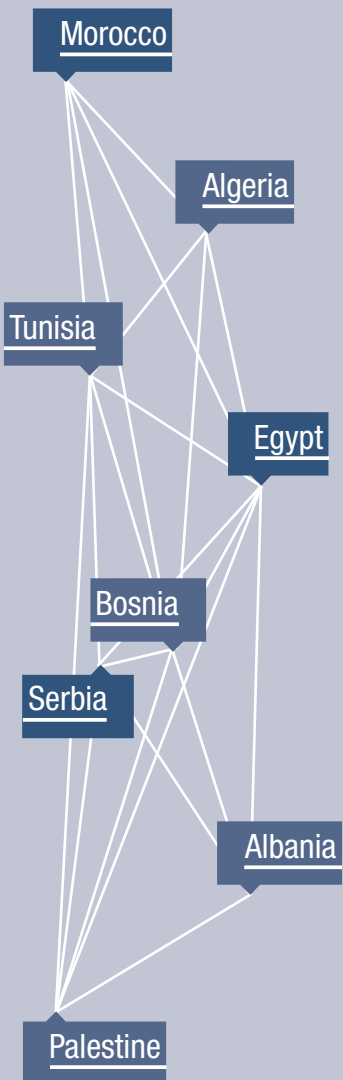 Morocco
Algeria
Tunisia
Egypt
Bosnia
Serbia
Albania
Palestine